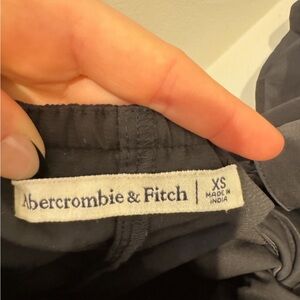 Abercrombie & Fitch
XS
MADE IN
INDIA